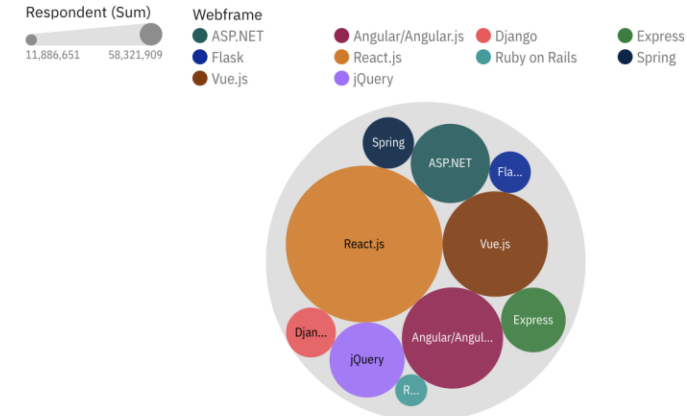 Respondent (Sum)
11,886,651 58,321,909
Webframe
ASP.NET Angular/Angular.js Django Express
Flask React.js Ruby on Rails Spring
Vue.js jQuery
Spring
ASP.NET
Fla...
React.js
Vue.js
Express
Djan...
Angular/Angul...
jQuery
R...